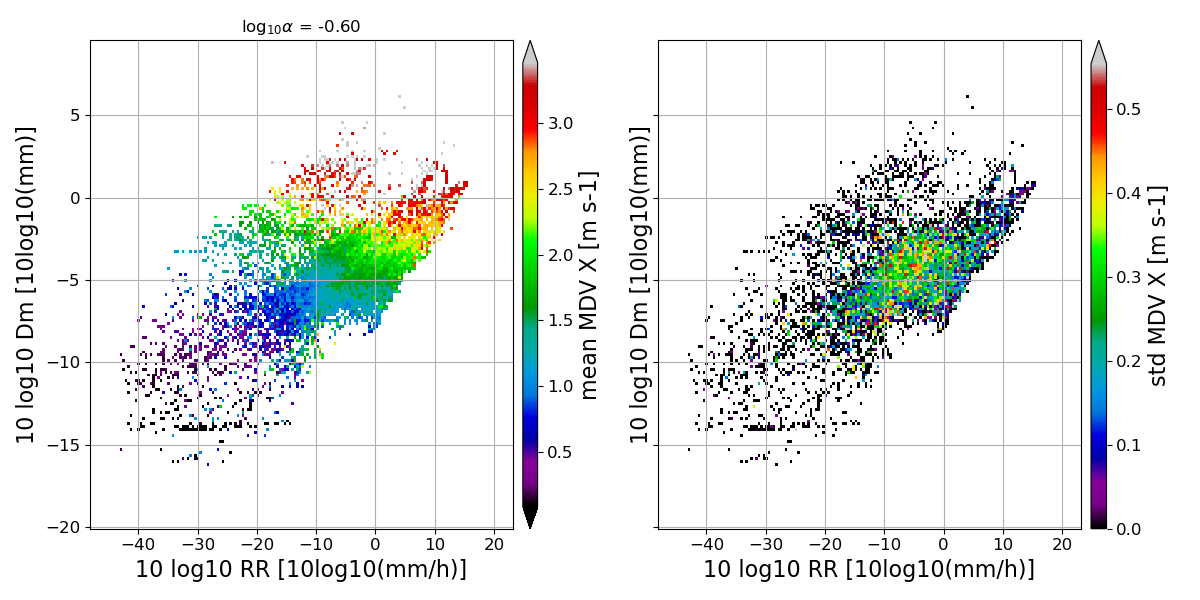 log₁₀α = -0.60
10 log10 Dm [10log10(mm)]
5
0
−5
−10
−15
−20
−40 −30 −20 −10 0 10 20
10 log10 RR [10log10(mm/h)]
3.0
2.5
2.0
1.5
1.0
0.5
mean MDV X [m s-1]
10 log10 Dm [10log10(mm)]
−40 −30 −20 −10 0 10 20
10 log10 RR [10log10(mm/h)]
0.5
0.4
0.3
0.2
0.1
0.0
std MDV X [m s-1]